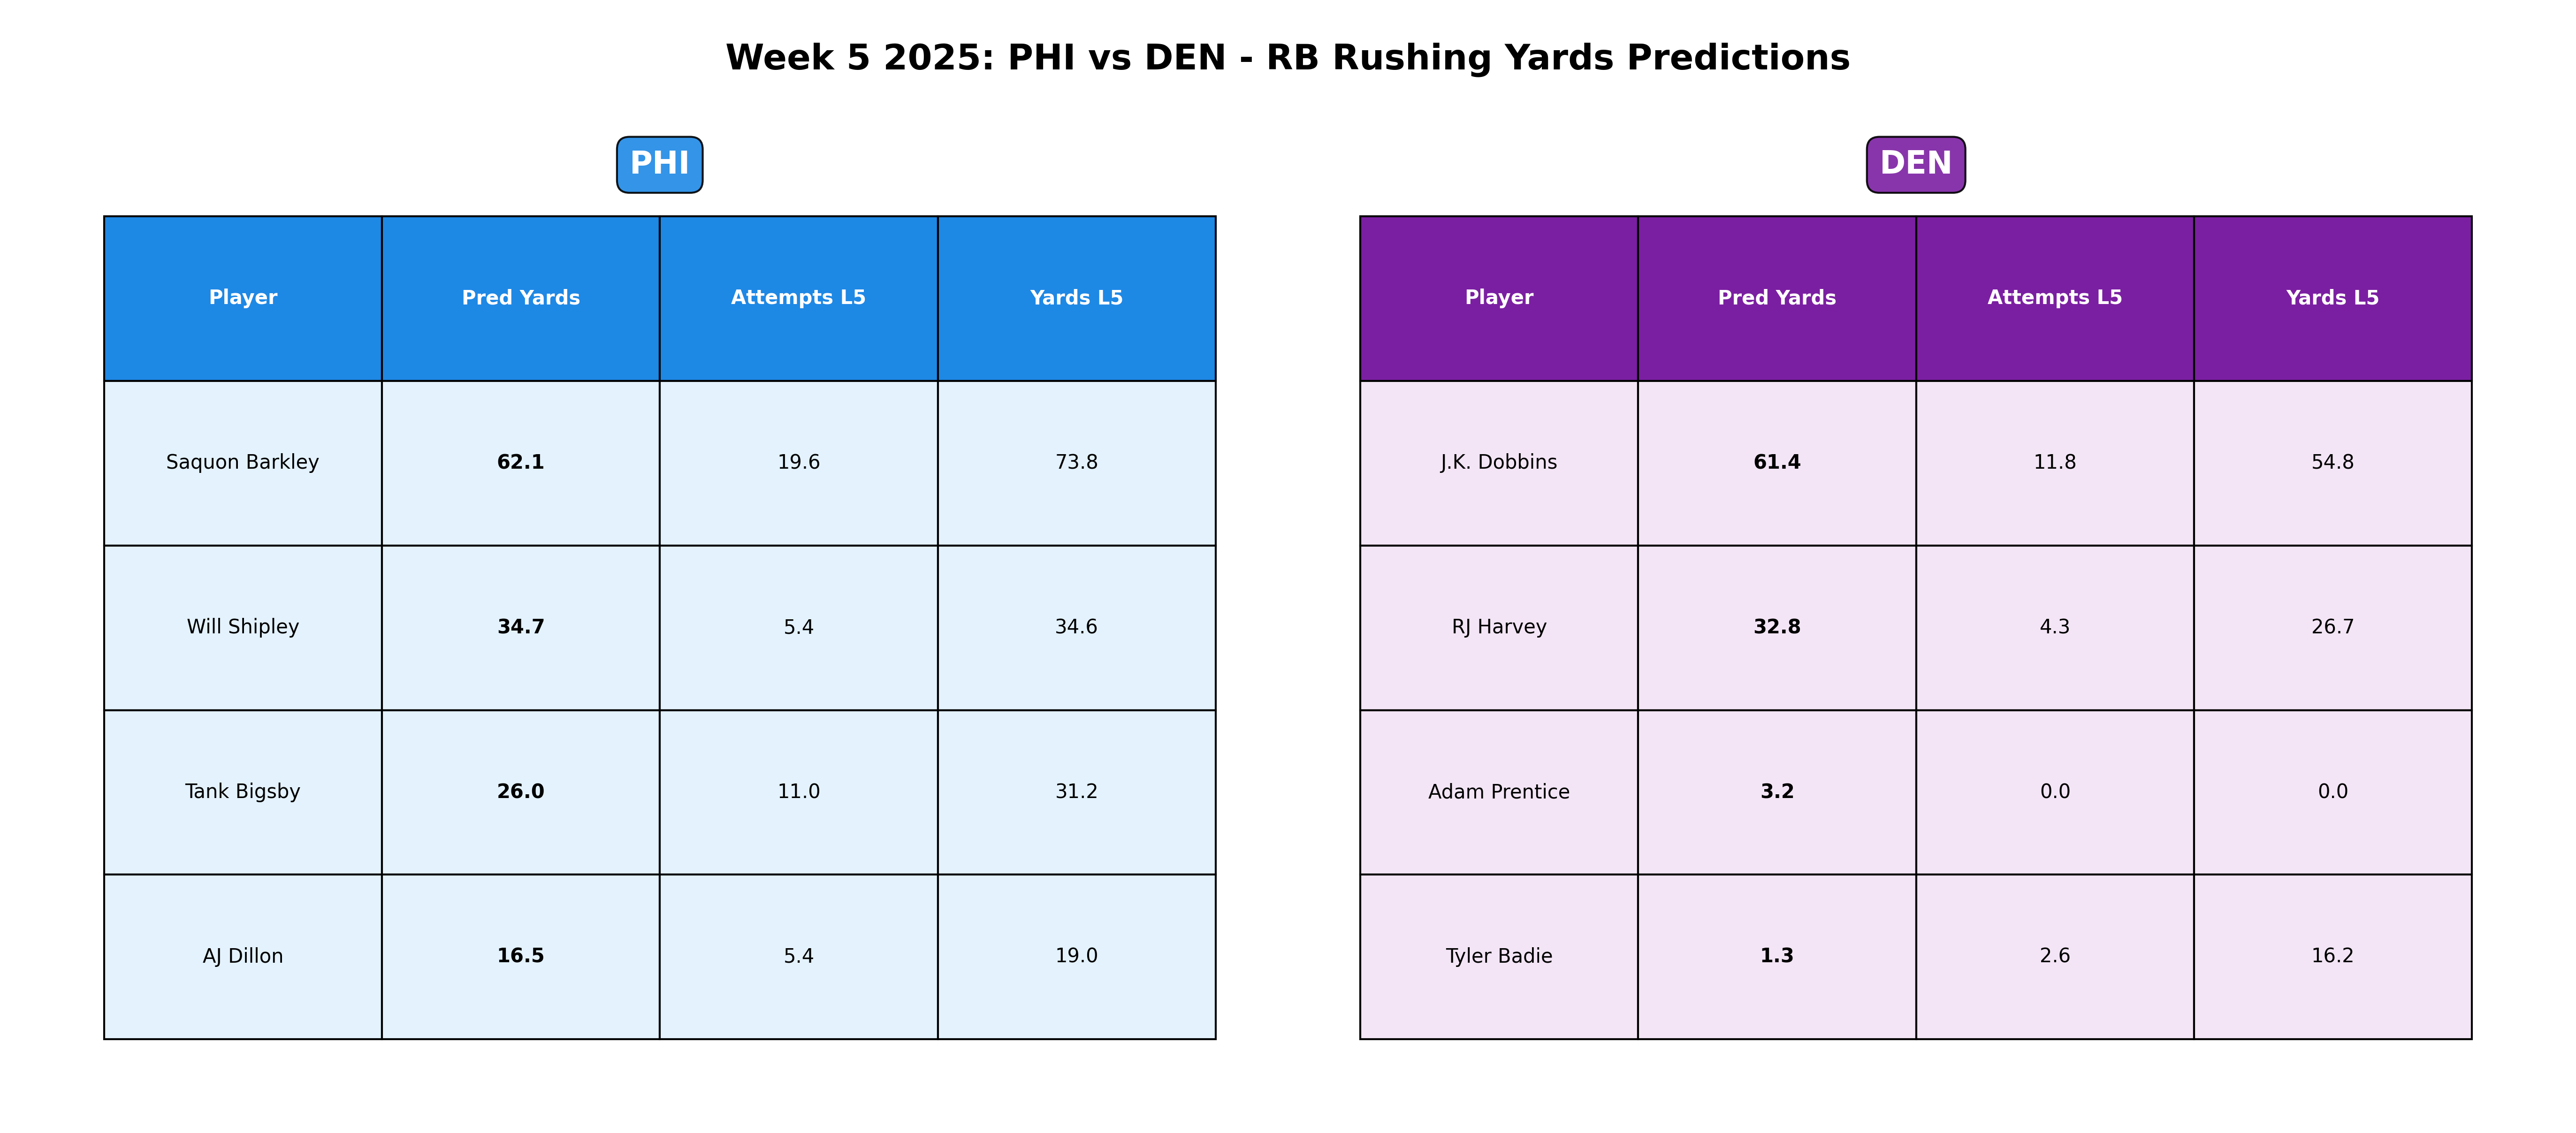 Week 5 2025: PHI vs DEN - RB Rushing Yards Predictions
PHI
Player Pred Yards Attempts L5 Yards L5
Saquon Barkley 62.1 19.6 73.8
Will Shipley 34.7 5.4 34.6
Tank Bigsby 26.0 11.0 31.2
AJ Dillon 16.5 5.4 19.0
DEN
Player Pred Yards Attempts L5 Yards L5
J.K. Dobbins 61.4 11.8 54.8
RJ Harvey 32.8 4.3 26.7
Adam Prentice 3.2 0.0 0.0
Tyler Badie 1.3 2.6 16.2